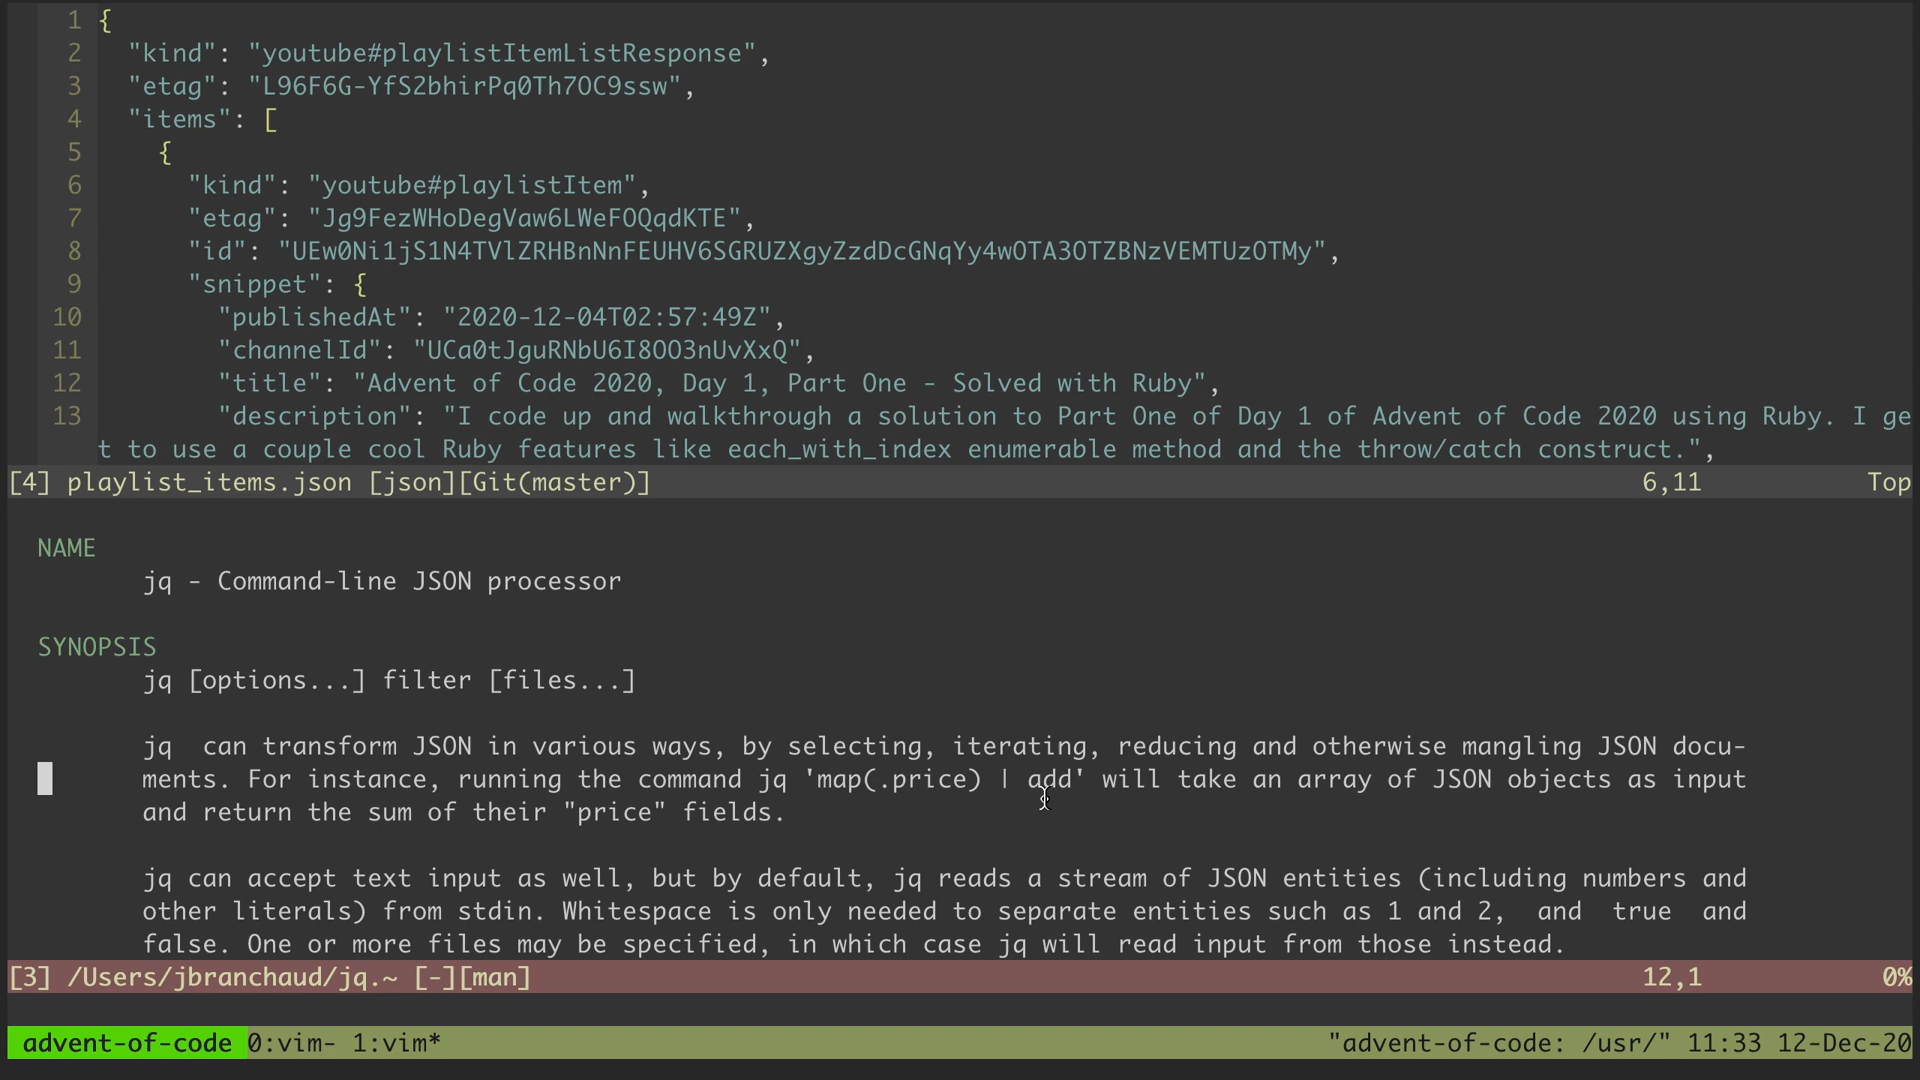 1 {
2 "kind": "youtube#playlistItemListResponse",
3 "etag": "L96F6G-YfS2bhirPq0Th7OC9ssw",
4 "items": [
5 {
6 "kind": "youtube#playlistItem",
7 "etag": "Jg9FezWHoDegVaw6LWeFOQqdKTE",
8 "id": "UEw0Ni1jS1N4TVlZRHBnNnFEUHV6SGRUZXgyZzdDcGNqYy4wOTA3OTZBNzVEMTUzOTMy",
9 "snippet": {
10 "publishedAt": "2020-12-04T02:57:49Z",
11 "channelId": "UCa0tJguRNbU6I8OO3nUvXxQ",
12 "title": "Advent of Code 2020, Day 1, Part One - Solved with Ruby",
13 "description": "I code up and walkthrough a solution to Part One of Day 1 of Advent of Code 2020 using Ruby. I ge
t to use a couple cool Ruby features like each_with_index enumerable method and the throw/catch construct.",
[4] playlist_items.json [json][Git(master)] 6,11 Top
NAME
jq - Command-line JSON processor
SYNOPSIS
jq [options...] filter [files...]
jq can transform JSON in various ways, by selecting, iterating, reducing and otherwise mangling JSON docu-
ments. For instance, running the command jq 'map(.price) | add' will take an array of JSON objects as input
and return the sum of their "price" fields.
jq can accept text input as well, but by default, jq reads a stream of JSON entities (including numbers and
other literals) from stdin. Whitespace is only needed to separate entities such as 1 and 2, and true and
false. One or more files may be specified, in which case jq will read input from those instead.
[3] /Users/jbranchaud/jq.~ [-][man] 12,1 0%
advent-of-code 0:vim- 1:vim* "advent-of-code: /usr/" 11:33 12-Dec-20